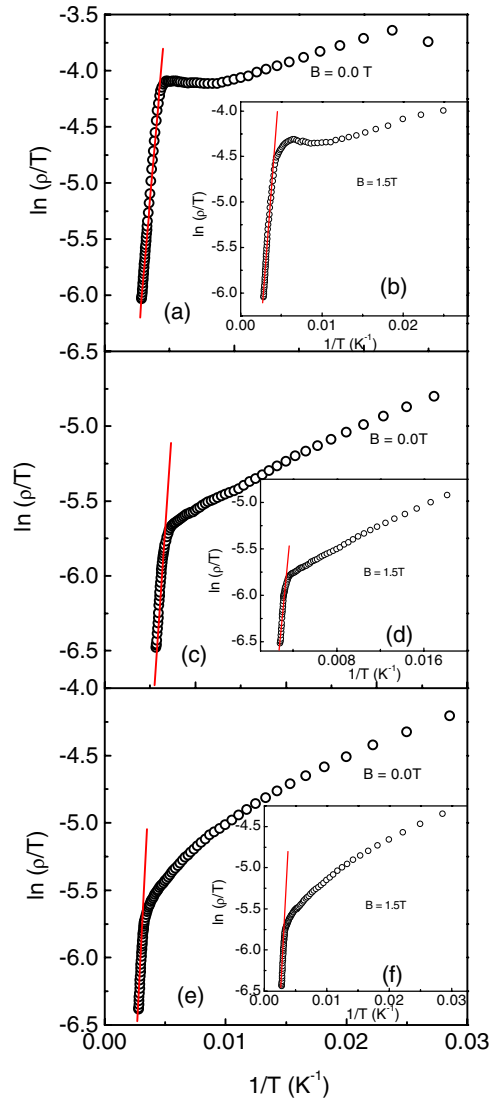 -3.5
-4.0
-4.5
-5.0
-5.5
-6.0
-6.5
ln (ρ/T)
B = 0.0 T
(a)
-4.0
-4.5
-5.0
-5.5
-6.0
ln (ρ/T)
B = 1.5T
(b)
0.00 0.01 0.02
1/T (K⁻¹)
-5.0
-5.5
-6.0
-6.5
-4.0
ln (ρ/T)
B = 0.0T
(c)
-5.0
-5.5
-6.0
-6.5
ln (ρ/T)
B = 1.5T
(d)
0.008 0.016
1/T (K⁻¹)
-4.5
-5.0
-5.5
-6.0
-6.5
ln (ρ/T)
B = 0.0T
(e)
-4.5
-5.0
-5.5
-6.0
-6.5
ln (ρ/T)
B = 1.5T
(f)
0.00 0.01 0.02 0.03
1/T (K⁻¹)
0.00 0.01 0.02 0.03
1/T (K⁻¹)